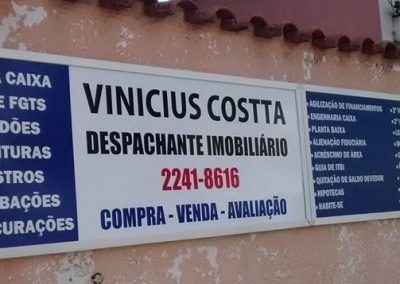 CAIXA
E FGTS
DÕES
ITURAS
STROS
BAÇÕES
CURAÇÕES
VINICIUS COSTTA
DESPACHANTE IMOBILIÁRIO
2241-8616
COMPRA - VENDA - AVALIAÇÃO
• AGILIZAÇÃO DE FINANCIAMENTOS
• ENGENHARIA CAIXA
• PLANTA BAIXA
• ALIENAÇÃO FIDUCIÁRIA
• ACRÉSCIMO DE ÁREA
• GUIA DE ITBI
• QUITAÇÃO DE SALDO DEVEDOR
• HIPOTECAS
• HABITE-SE